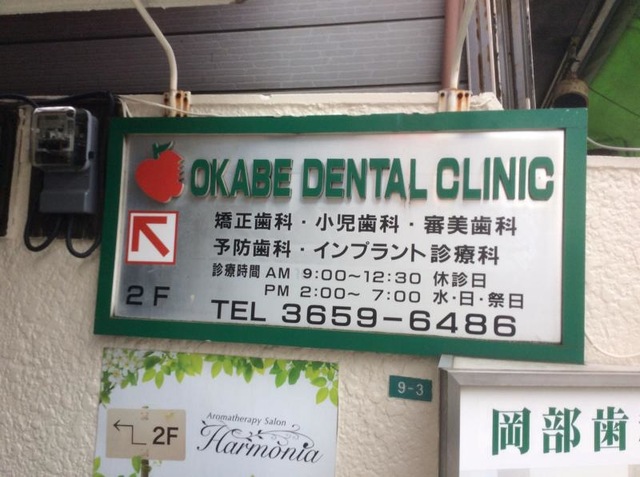 OKABE DENTAL CLINIC
矯正歯科・小児歯科・審美歯科
予防歯科・インプラント診療科
診療時間 AM 9:00～12:30 休診日
PM 2:00～ 7:00 水・日・祭日
2F
TEL 3659-6486
9-3
2F
Aromatherapy Salon
Harmonia
岡部歯